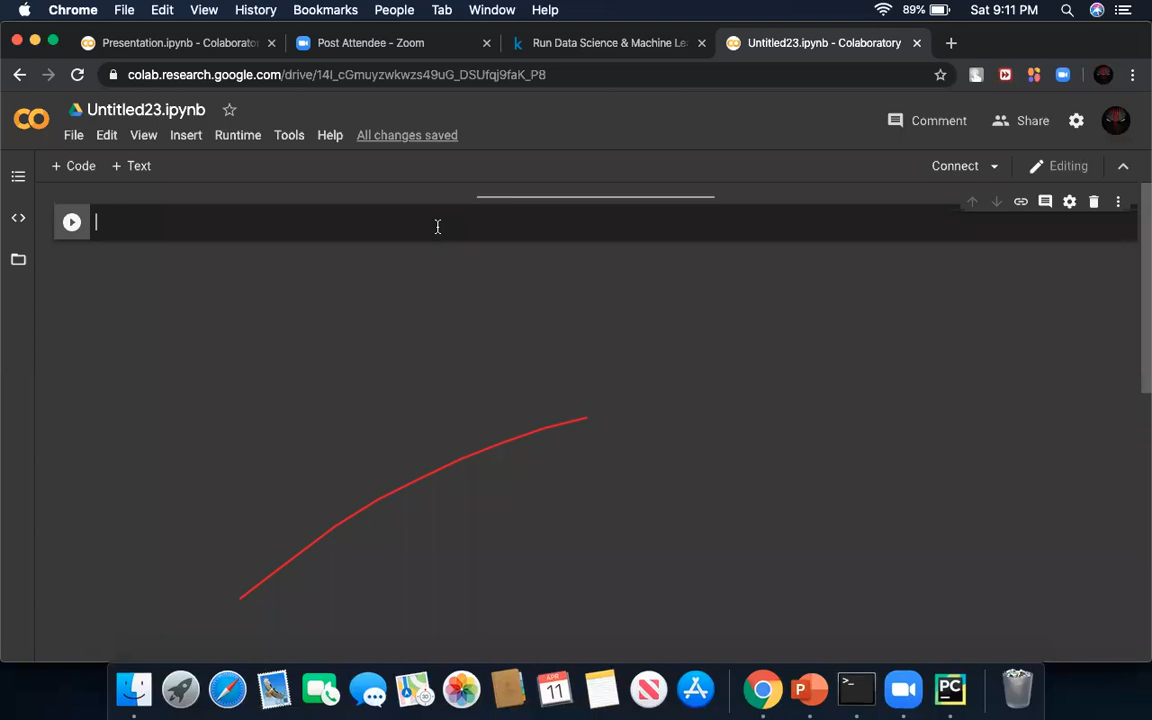 Chrome File Edit View History Bookmarks People Tab Window Help 89% Sat 9:11 PM
Presentation.ipynb - Colaborato Post Attendee - Zoom Run Data Science & Machine Le Untitled23.ipynb - Colaboratory
colab.research.google.com/drive/14l_cGmuyzwkwzs49uG_DSUfqj9faK_P8
Untitled23.ipynb
Comment Share
File Edit View Insert Runtime Tools Help All changes saved
+ Code + Text Connect Editing
APR
11
PC